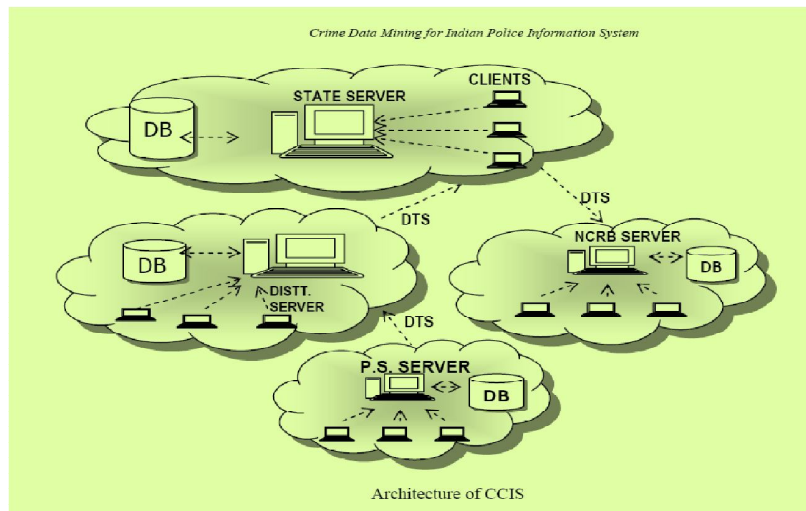 Crime Data Mining for Indian Police Information System
CLIENTS
STATE SERVER
DB
DTS
DTS
NCRB SERVER
DB
DB
DISTT.
SERVER
DTS
P.S. SERVER
DB
Architecture of CCIS